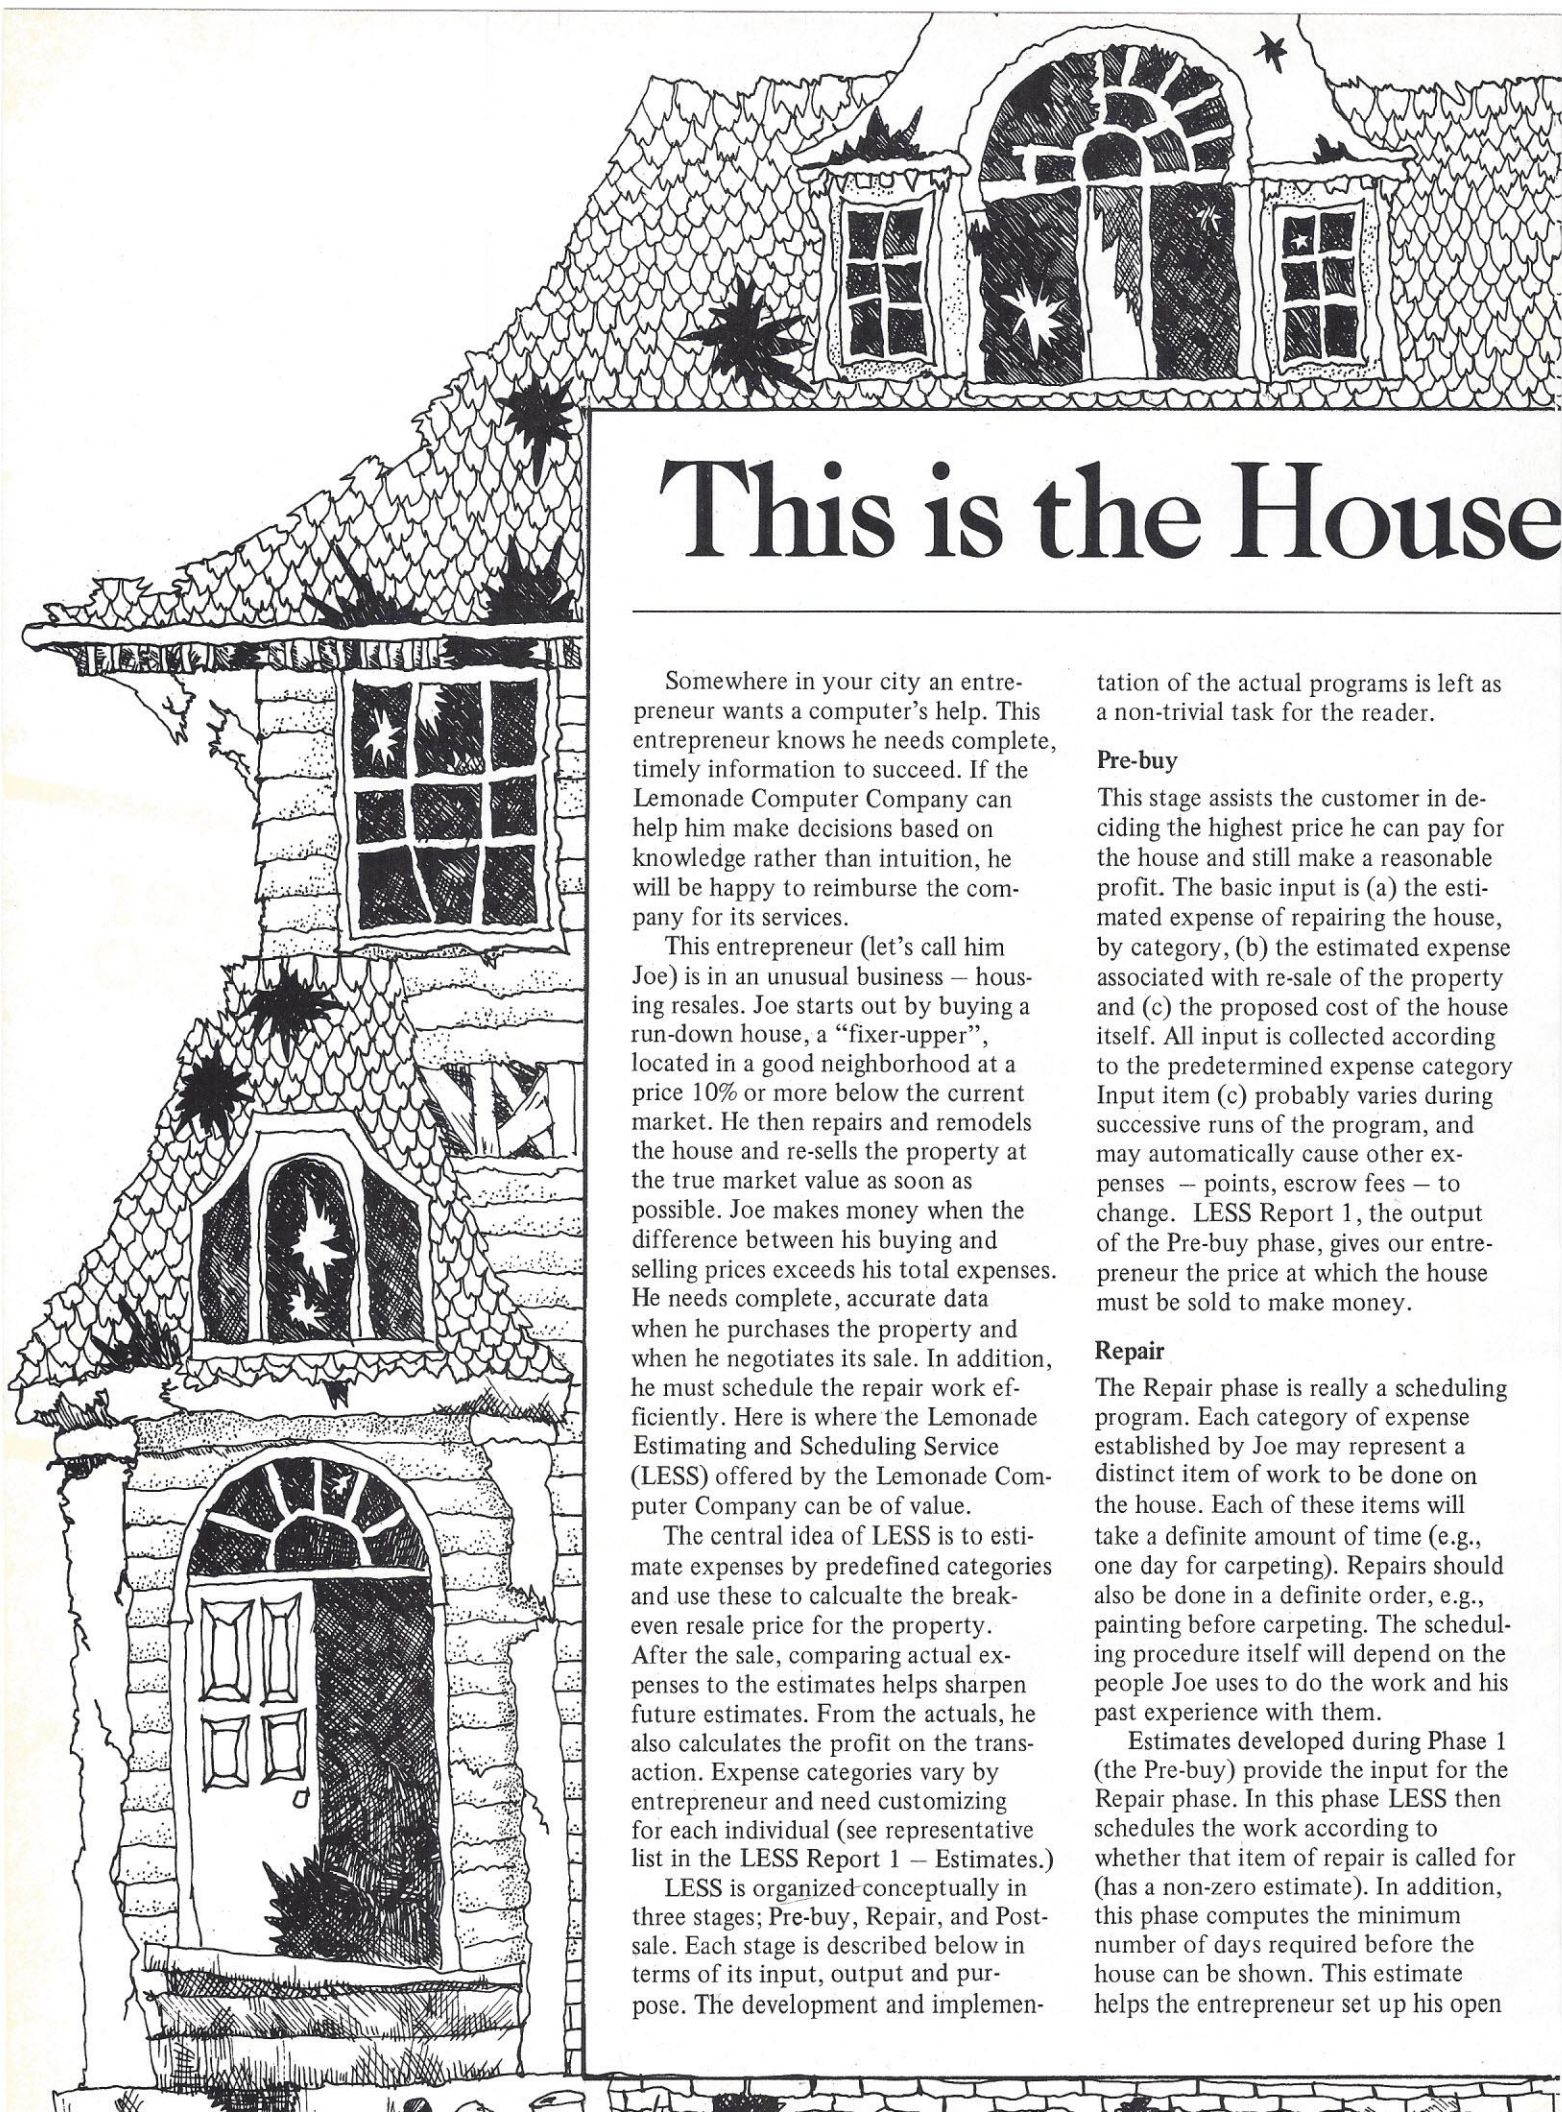 This is the House
Somewhere in your city an entre-
preneur wants a computer's help. This
entrepreneur knows he needs complete,
timely information to succeed. If the
Lemonade Computer Company can
help him make decisions based on
knowledge rather than intuition, he
will be happy to reimburse the com-
pany for its services.
This entrepreneur (let's call him
Joe) is in an unusual business — hous-
ing resales. Joe starts out by buying a
run-down house, a “fixer-upper”,
located in a good neighborhood at a
price 10% or more below the current
market. He then repairs and remodels
the house and re-sells the property at
the true market value as soon as
possible. Joe makes money when the
difference between his buying and
selling prices exceeds his total expenses.
He needs complete, accurate data
when he purchases the property and
when he negotiates its sale. In addition,
he must schedule the repair work ef-
ficiently. Here is where the Lemonade
Estimating and Scheduling Service
(LESS) offered by the Lemonade Com-
puter Company can be of value.
The central idea of LESS is to esti-
mate expenses by predefined categories
and use these to calcualte the break-
even resale price for the property.
After the sale, comparing actual ex-
penses to the estimates helps sharpen
future estimates. From the actuals, he
also calculates the profit on the trans-
action. Expense categories vary by
entrepreneur and need customizing
for each individual (see representative
list in the LESS Report 1 — Estimates.)
LESS is organized conceptually in
three stages; Pre-buy, Repair, and Post-
sale. Each stage is described below in
terms of its input, output and pur-
pose. The development and implemen-
tation of the actual programs is left as
a non-trivial task for the reader.
Pre-buy
This stage assists the customer in de-
ciding the highest price he can pay for
the house and still make a reasonable
profit. The basic input is (a) the esti-
mated expense of repairing the house,
by category, (b) the estimated expense
associated with re-sale of the property
and (c) the proposed cost of the house
itself. All input is collected according
to the predetermined expense category
Input item (c) probably varies during
successive runs of the program, and
may automatically cause other ex-
penses — points, escrow fees — to
change. LESS Report 1, the output
of the Pre-buy phase, gives our entre-
preneur the price at which the house
must be sold to make money.
Repair
The Repair phase is really a scheduling
program. Each category of expense
established by Joe may represent a
distinct item of work to be done on
the house. Each of these items will
take a definite amount of time (e.g.,
one day for carpeting). Repairs should
also be done in a definite order, e.g.,
painting before carpeting. The schedul-
ing procedure itself will depend on the
people Joe uses to do the work and his
past experience with them.
Estimates developed during Phase 1
(the Pre-buy) provide the input for the
Repair phase. In this phase LESS then
schedules the work according to
whether that item of repair is called for
(has a non-zero estimate). In addition,
this phase computes the minimum
number of days required before the
house can be shown. This estimate
helps the entrepreneur set up his open